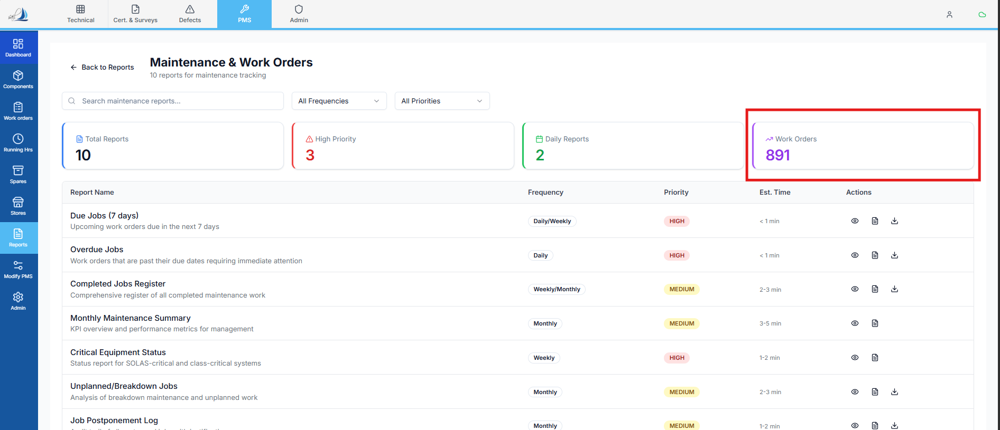 Technical
Cert. & Surveys
Defects
PMS
Admin
Dashboard
Components
Work orders
Running Hrs
Spares
Stores
Reports
Modify PMS
Admin
Back to Reports
Maintenance & Work Orders
10 reports for maintenance tracking
Search maintenance reports...
All Frequencies
All Priorities
Total Reports
10
High Priority
3
Daily Reports
2
Work Orders
891
Report Name Frequency Priority Est. Time Actions
Due Jobs (7 days)
Upcoming work orders due in the next 7 days
Daily/Weekly HIGH < 1 min
Overdue Jobs
Work orders that are past their due dates requiring immediate attention
Daily HIGH < 1 min
Completed Jobs Register
Comprehensive register of all completed maintenance work
Weekly/Monthly MEDIUM 2-3 min
Monthly Maintenance Summary
KPI overview and performance metrics for management
Monthly MEDIUM 3-5 min
Critical Equipment Status
Status report for SOLAS-critical and class-critical systems
Weekly HIGH 1-2 min
Unplanned/Breakdown Jobs
Analysis of breakdown maintenance and unplanned work
Monthly MEDIUM 2-3 min
Job Postponement Log
Monthly MEDIUM 1-2 min